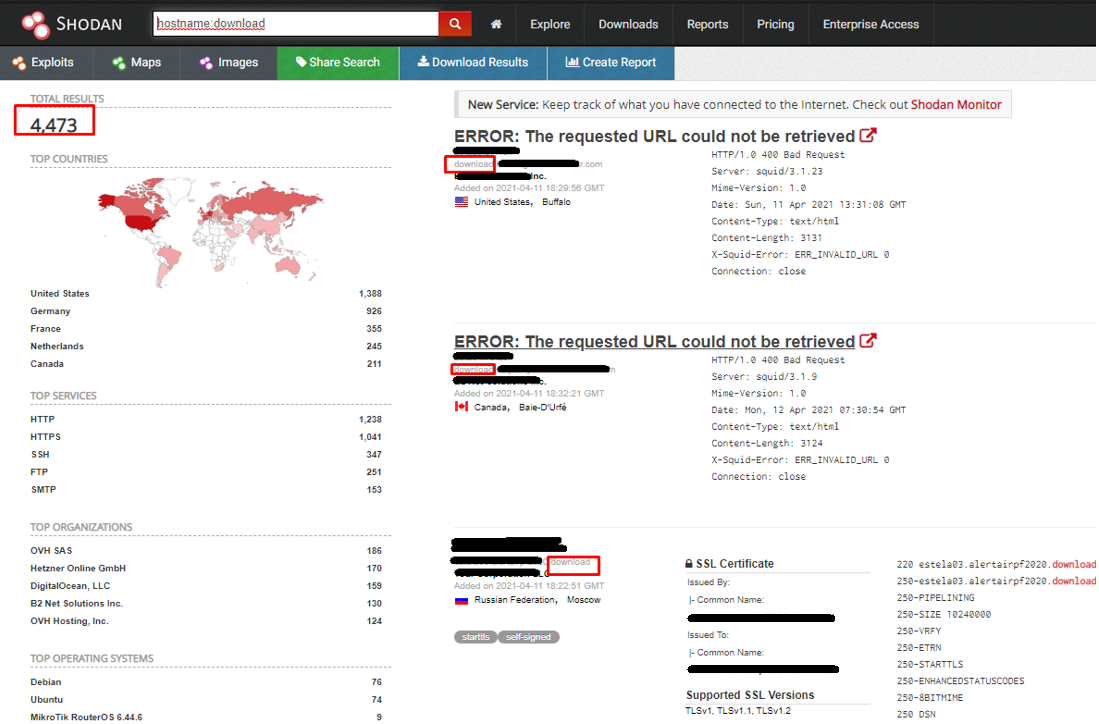 SHODAN
hostname:download
Explore
Downloads
Reports
Pricing
Enterprise Access
Exploits
Maps
Images
Share Search
Download Results
Create Report
TOTAL RESULTS
4,473
TOP COUNTRIES
United States 1,388
Germany 926
France 355
Netherlands 245
Canada 211
TOP SERVICES
HTTP 1,238
HTTPS 1,041
SSH 347
FTP 251
SMTP 153
TOP ORGANIZATIONS
OVH SAS 186
Hetzner Online GmbH 170
DigitalOcean, LLC 159
B2 Net Solutions Inc. 130
OVH Hosting, Inc. 124
TOP OPERATING SYSTEMS
Debian 76
Ubuntu 74
MikroTik RouterOS 6.44.6 9
New Service: Keep track of what you have connected to the Internet. Check out Shodan Monitor
ERROR: The requested URL could not be retrieved
download
.com
Inc.
Added on 2021-04-11 18:29:56 GMT
United States, Buffalo
HTTP/1.0 400 Bad Request
Server: squid/3.1.23
Mime-Version: 1.0
Date: Sun, 11 Apr 2021 13:31:08 GMT
Content-Type: text/html
Content-Length: 3131
X-Squid-Error: ERR_INVALID_URL 0
Connection: close
ERROR: The requested URL could not be retrieved
download
Inc.
Added on 2021-04-11 18:32:21 GMT
Canada, Baie-D'Urfé
HTTP/1.0 400 Bad Request
Server: squid/3.1.9
Mime-Version: 1.0
Date: Mon, 12 Apr 2021 07:30:54 GMT
Content-Type: text/html
Content-Length: 3124
X-Squid-Error: ERR_INVALID_URL 0
Connection: close
download
Added on 2021-04-11 18:22:51 GMT
Russian Federation, Moscow
starttls
self-signed
SSL Certificate
Issued By:
|- Common Name:
Issued To:
|- Common Name:
Supported SSL Versions
TLSv1, TLSv1.1, TLSv1.2
220 estela03.alertairpf2020.download
250-estela03.alertairpf2020.download
250-PIPELINING
250-SIZE 10240000
250-VRFY
250-ETRN
250-STARTTLS
250-ENHANCEDSTATUSCODES
250-8BITMIME
250 DSN